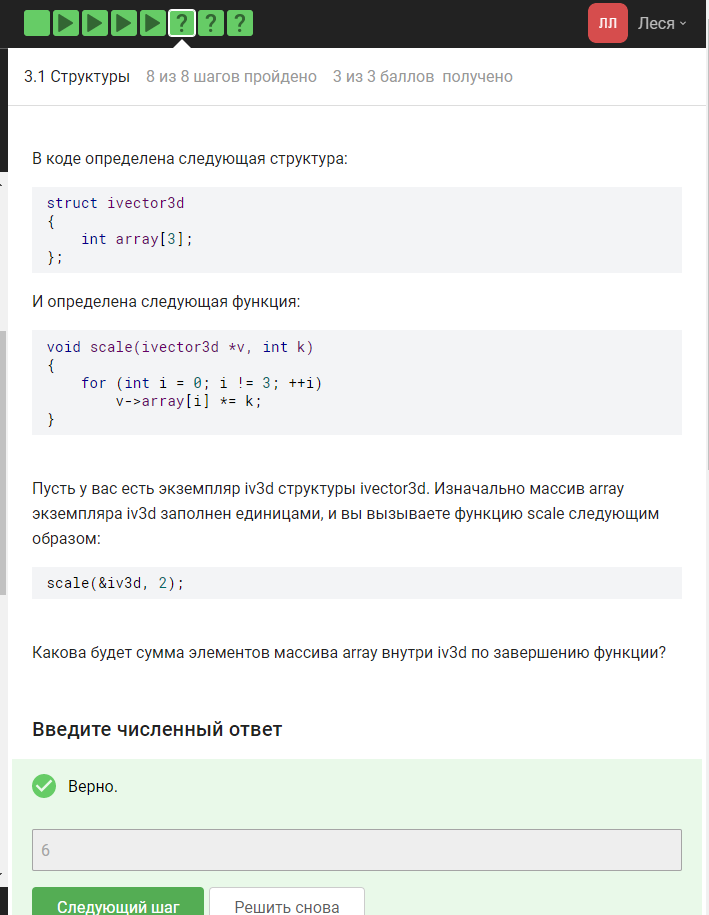 ? ? ?
ЛЛ Леся
3.1 Структуры 8 из 8 шагов пройдено 3 из 3 баллов получено
В коде определена следующая структура:
struct ivector3d
{
    int array[3];
};
И определена следующая функция:
void scale(ivector3d *v, int k)
{
    for (int i = 0; i != 3; ++i)
        v->array[i] *= k;
}
Пусть у вас есть экземпляр iv3d структуры ivector3d. Изначально массив array
экземпляра iv3d заполнен единицами, и вы вызываете функцию scale следующим
образом:
scale(&iv3d, 2);
Какова будет сумма элементов массива array внутри iv3d по завершению функции?
Введите численный ответ
Верно.
6
Следующий шаг Решить снова